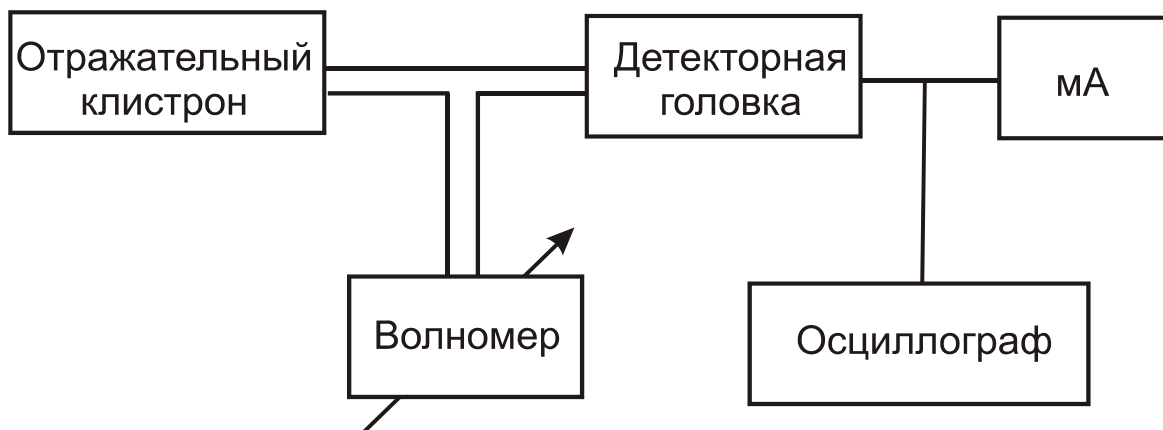 Отражательный
клистрон
Детекторная
головка
мА
Волномер
Осциллограф